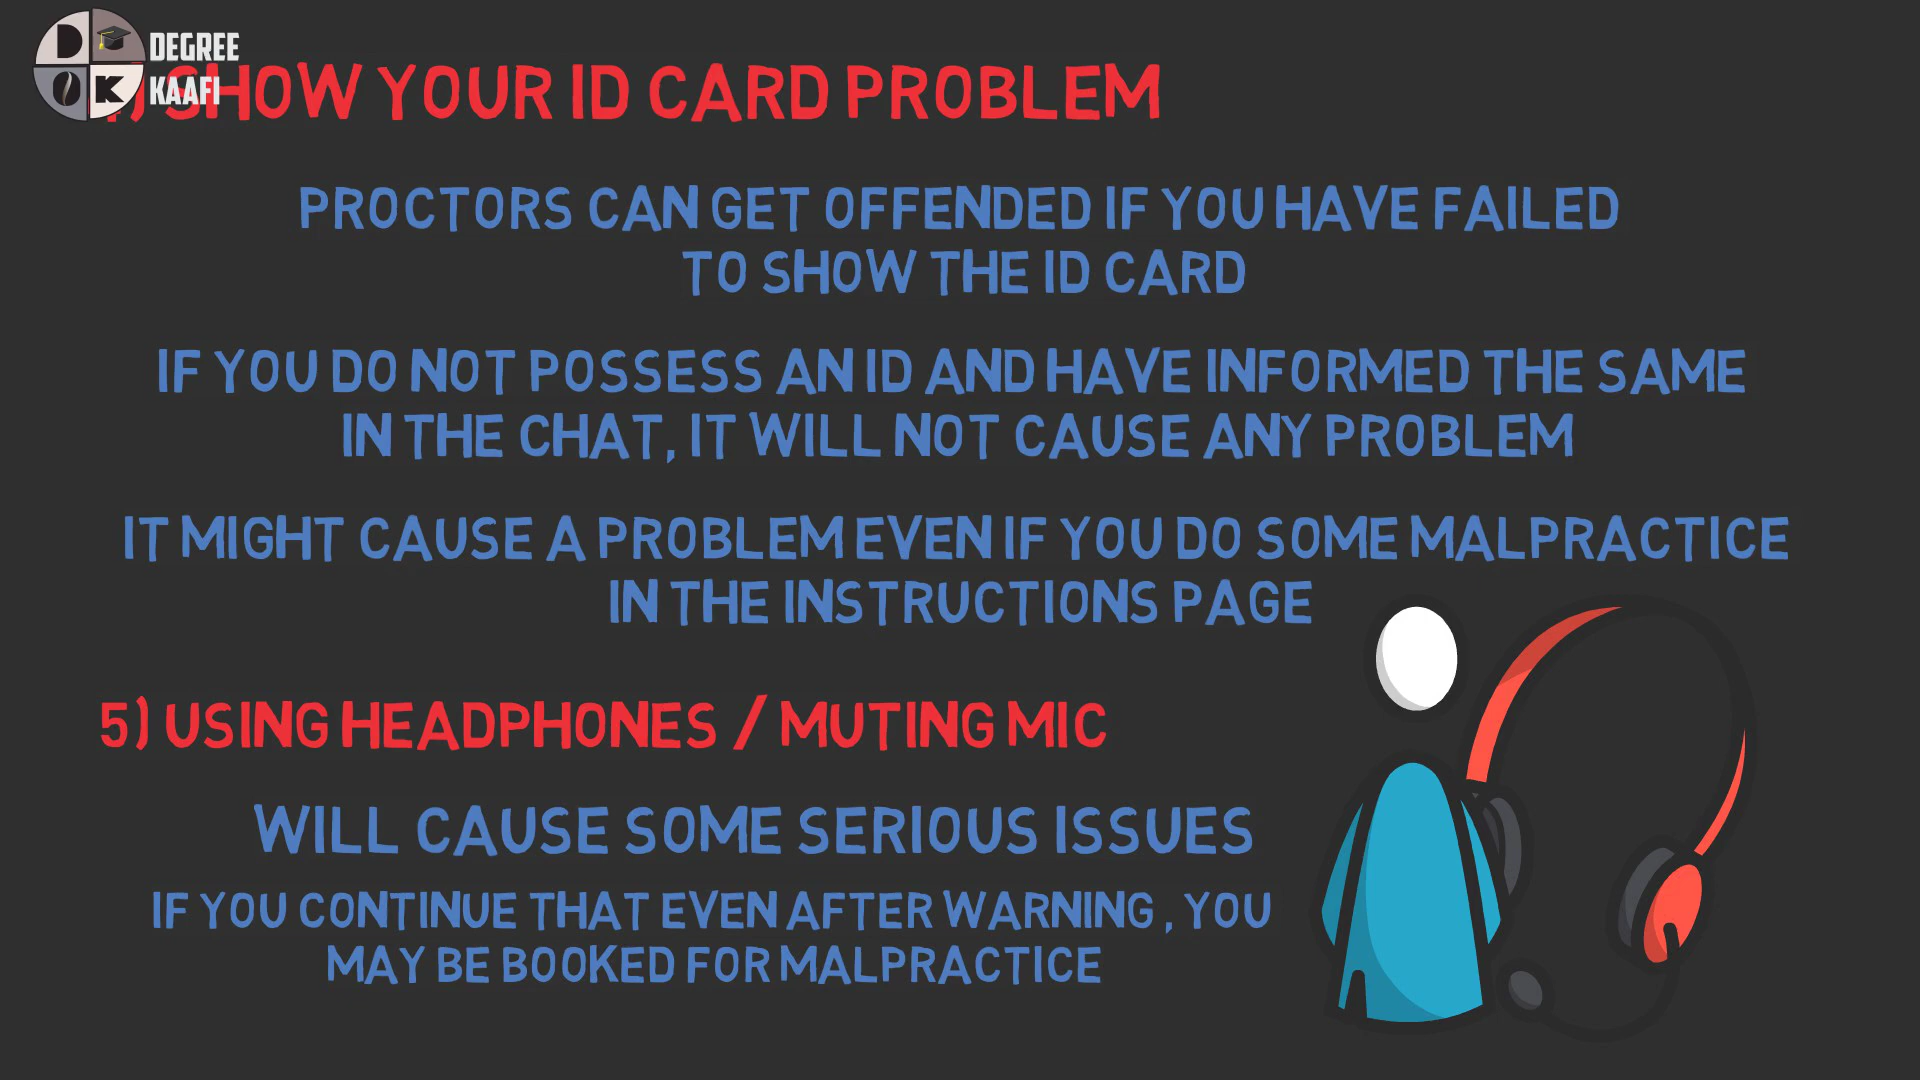 DEGREE
KAAFI
D
K
) SHOW YOUR ID CARD PROBLEM
PROCTORS CAN GET OFFENDED IF YOU HAVE FAILED
TO SHOW THE ID CARD
IF YOU DO NOT POSSESS AN ID AND HAVE INFORMED THE SAME
IN THE CHAT, IT WILL NOT CAUSE ANY PROBLEM
IT MIGHT CAUSE A PROBLEM EVEN IF YOU DO SOME MALPRACTICE
IN THE INSTRUCTIONS PAGE
5) USING HEADPHONES / MUTING MIC
WILL CAUSE SOME SERIOUS ISSUES
IF YOU CONTINUE THAT EVEN AFTER WARNING , YOU
MAY BE BOOKED FOR MALPRACTICE